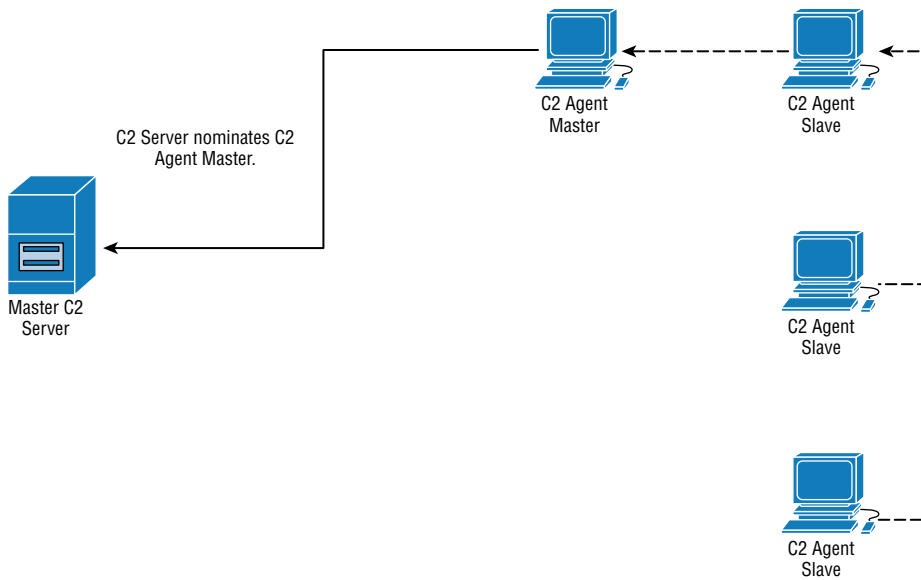 C2 Agent
Master
C2 Agent
Slave
C2 Server nominates C2
Agent Master.
Master C2
Server
C2 Agent
Slave
C2 Agent
Slave